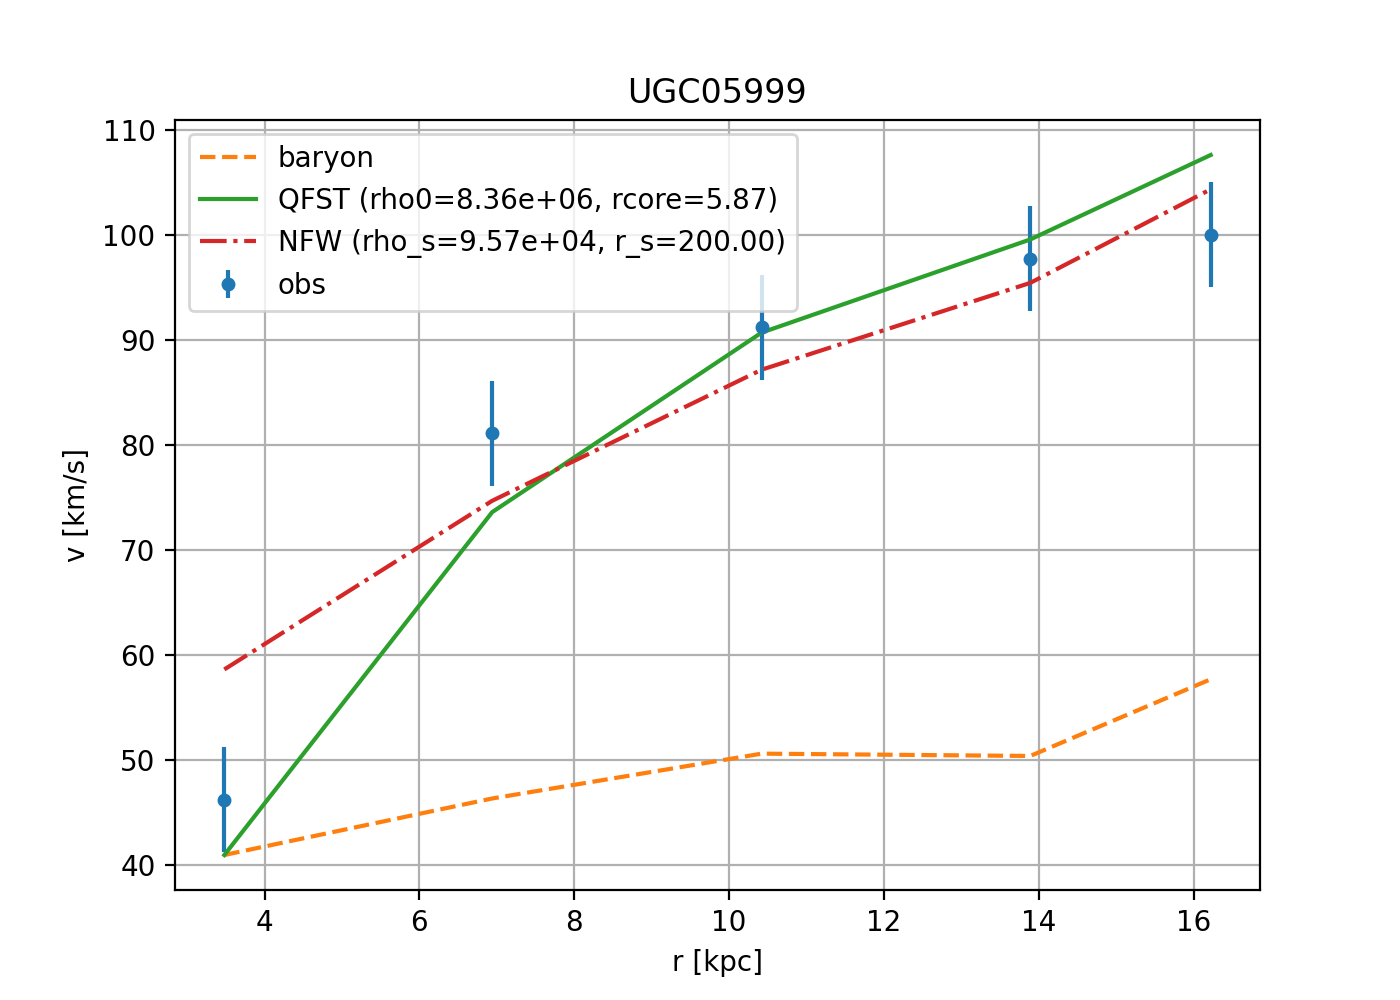 UGC05999
110
100
90
80
70
60
50
40
v [km/s]
baryon
QFST (rho0=8.36e+06, rcore=5.87)
NFW (rho_s=9.57e+04, r_s=200.00)
obs
4 6 8 10 12 14 16
r [kpc]